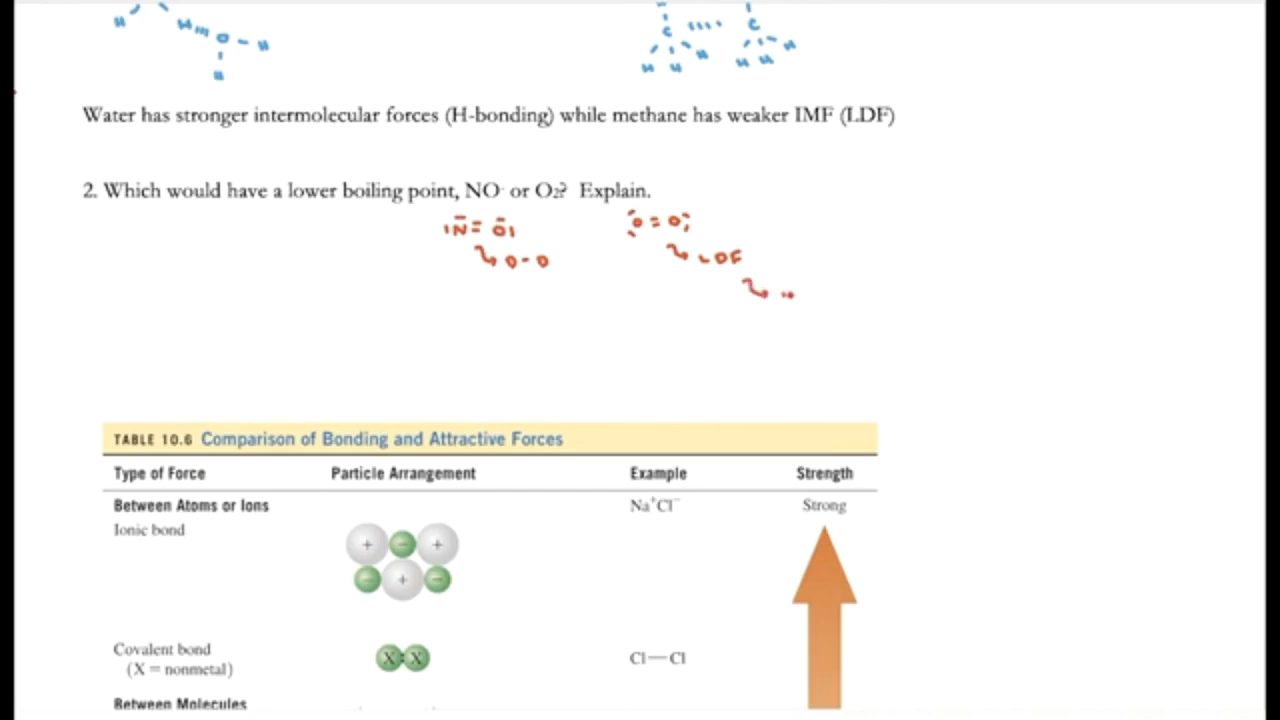 H H O H H
C C
H H H H H H
Water has stronger intermolecular forces (H-bonding) while methane has weaker IMF (LDF)
2. Which would have a lower boiling point, NO⁻ or O₂? Explain.
|N̄=Ō| :O=O:
D-D LDF
TABLE 10.6 Comparison of Bonding and Attractive Forces
Type of Force Particle Arrangement Example Strength
Between Atoms or Ions Na⁺Cl⁻ Strong
Ionic bond
+ − +
− + −
Covalent bond X:X Cl—Cl
(X = nonmetal)
Between Molecules